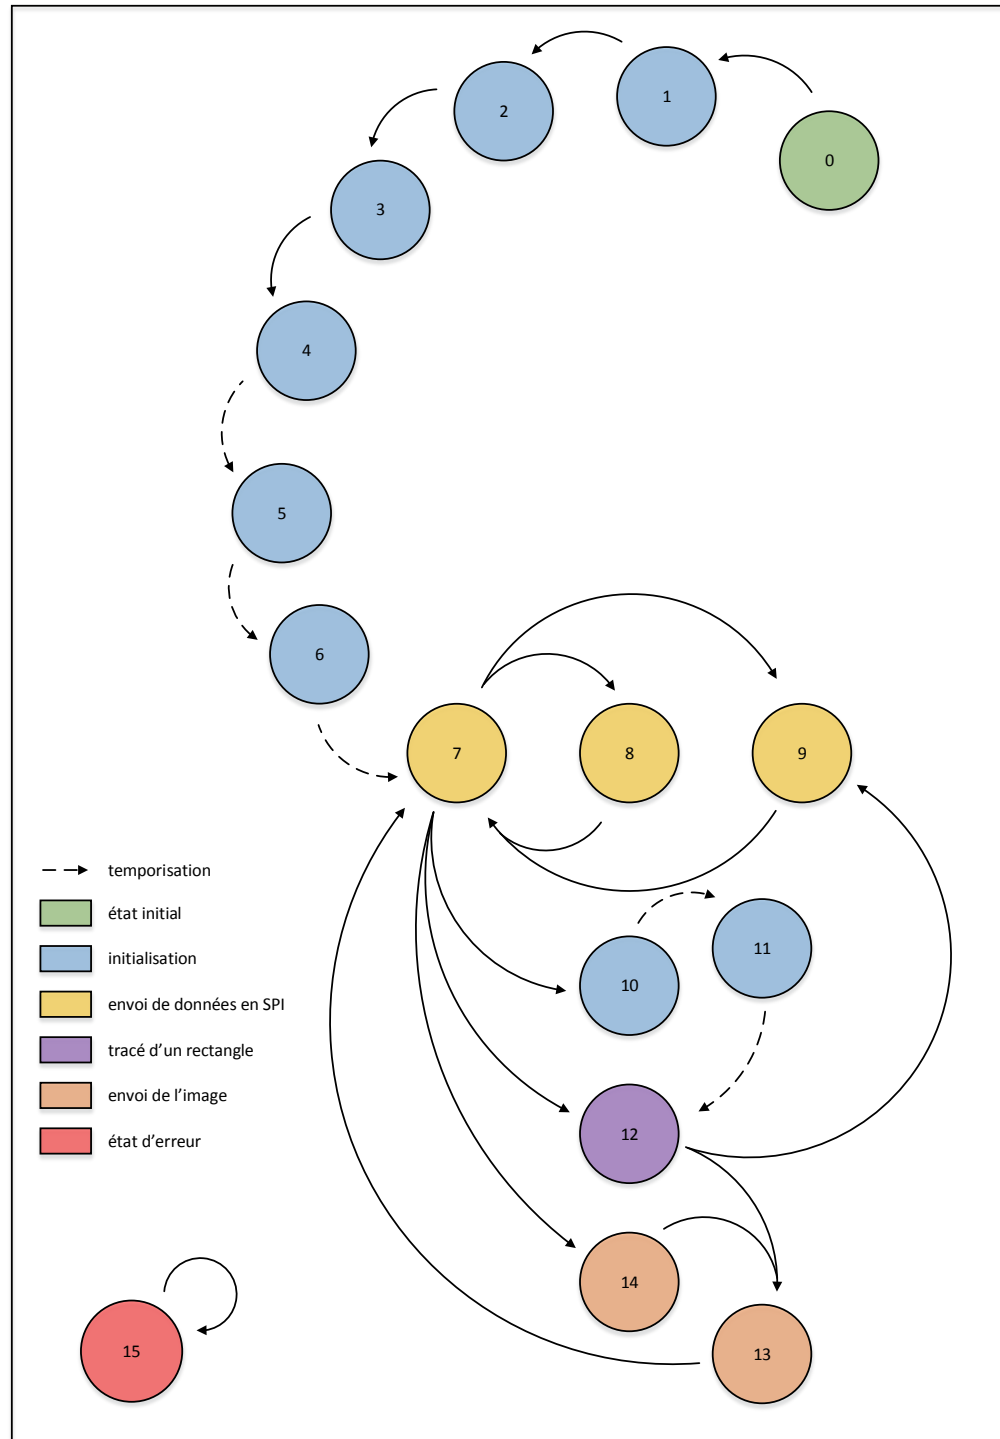 1
2
0
3
4
5
6
7
8
9
temporisation
état initial
11
initialisation
10
envoi de données en SPI
tracé d’un rectangle
envoi de l’image
12
état d’erreur
14
15
13